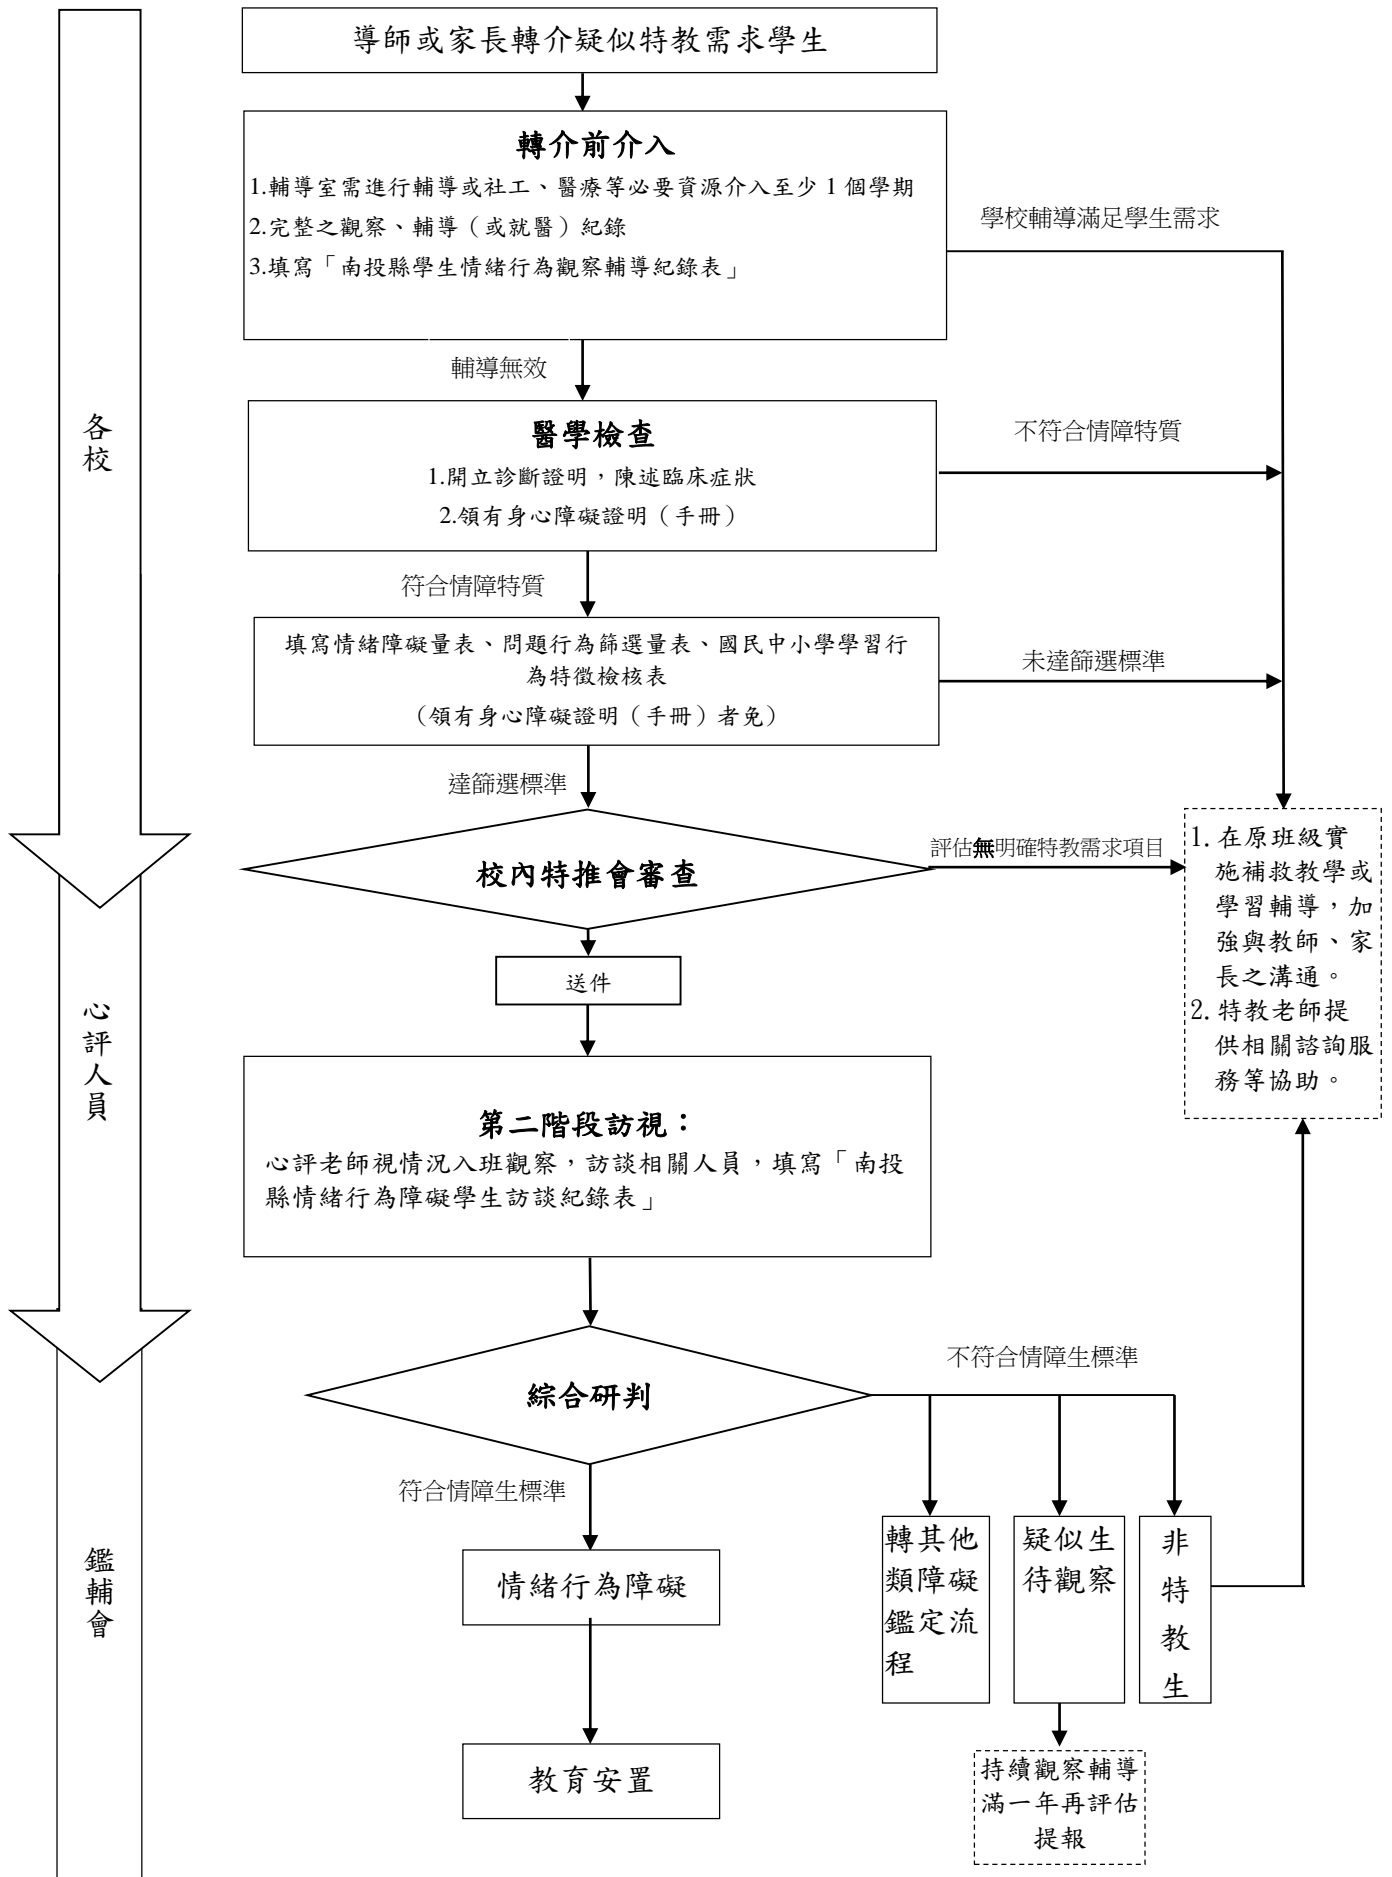 導師或家長轉介疑似特教需求學生
轉介前介入
1.輔導室需進行輔導或社工、醫療等必要資源介入至少 1 個學期
2.完整之觀察、輔導（或就醫）紀錄
3.填寫「南投縣學生情緒行為觀察輔導紀錄表」
學校輔導滿足學生需求
輔導無效
醫學檢查
1.開立診斷證明，陳述臨床症狀
2.領有身心障礙證明（手冊）
不符合情障特質
各校
符合情障特質
填寫情緒障礙量表、問題行為篩選量表、國民中小學學習行
為特徵檢核表
（領有身心障礙證明（手冊）者免）
未達篩選標準
達篩選標準
校內特推會審查
評估無明確特教需求項目
1. 在原班級實
施補救教學或
學習輔導，加
強與教師、家
長之溝通。
2. 特教老師提
供相關諮詢服
務等協助。
送件
心評人員
第二階段訪視：
心評老師視情況入班觀察，訪談相關人員，填寫「南投
縣情緒行為障礙學生訪談紀錄表」
綜合研判
不符合情障生標準
符合情障生標準
鑑輔會
情緒行為障礙
轉其他
類障礙
鑑定流
程
疑似生
待觀察
非
特
教
生
教育安置
持續觀察輔導
滿一年再評估
提報